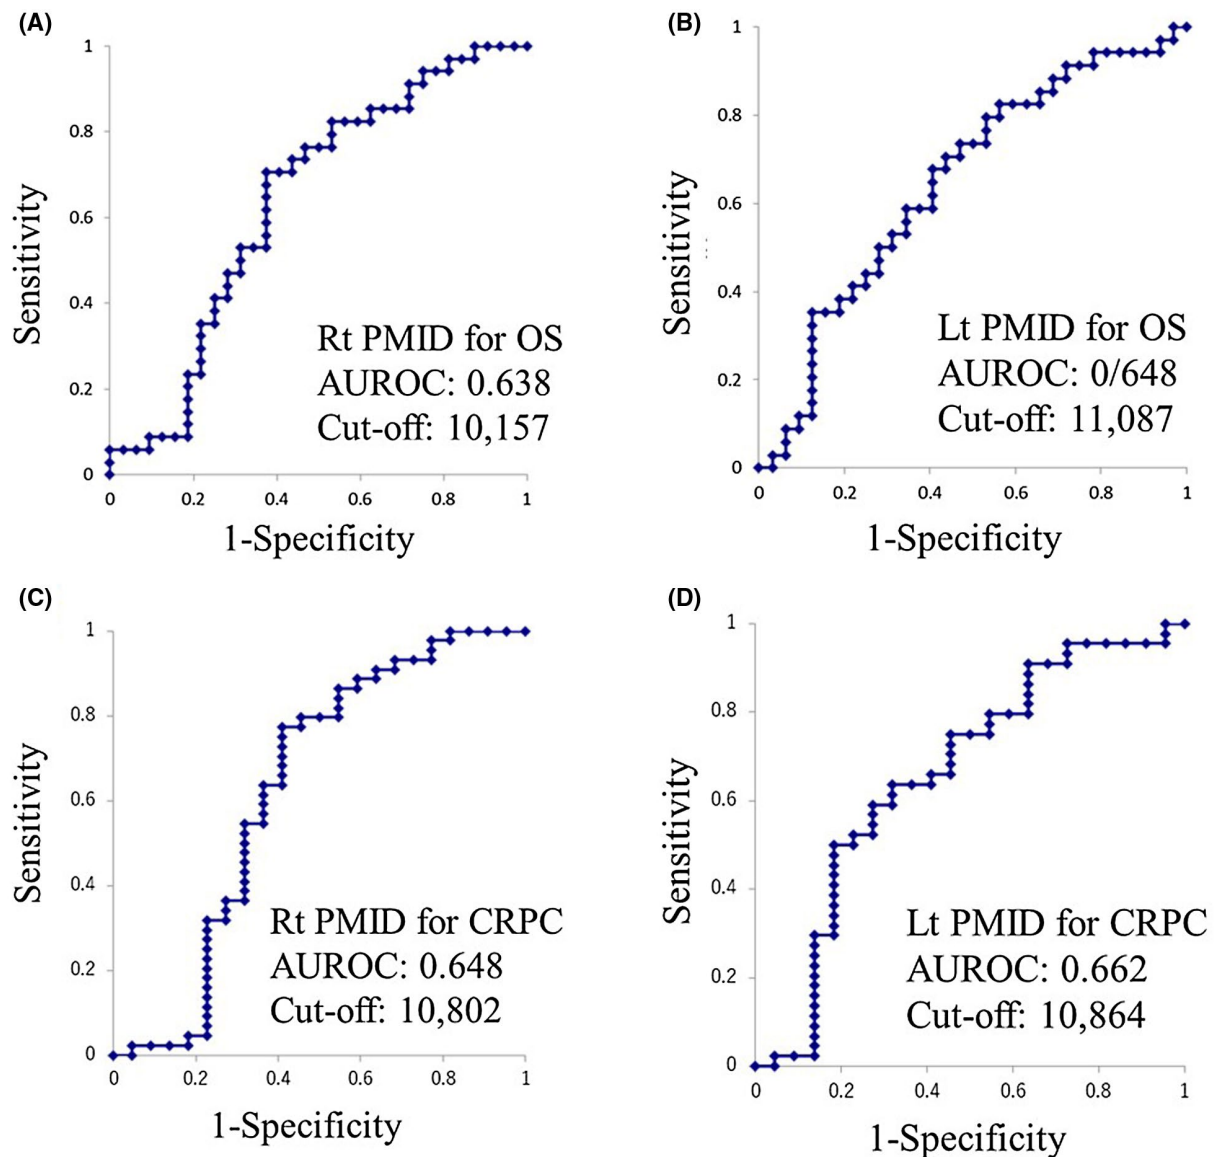 (A)
1
0.8
0.6
0.4
0.2
0
0 0.2 0.4 0.6 0.8 1
Sensitivity
1-Specificity
Rt PMID for OS
AUROC: 0.638
Cut-off: 10,157
(B)
1
0.8
0.6
0.4
0.2
0
0 0.2 0.4 0.6 0.8 1
Sensitivity
1-Specificity
Lt PMID for OS
AUROC: 0/648
Cut-off: 11,087
(C)
1
0.8
0.6
0.4
0.2
0
0 0.2 0.4 0.6 0.8 1
Sensitivity
1-Specificity
Rt PMID for CRPC
AUROC: 0.648
Cut-off: 10,802
(D)
1
0.8
0.6
0.4
0.2
0
0 0.2 0.4 0.6 0.8 1
Sensitivity
1-Specificity
Lt PMID for CRPC
AUROC: 0.662
Cut-off: 10,864